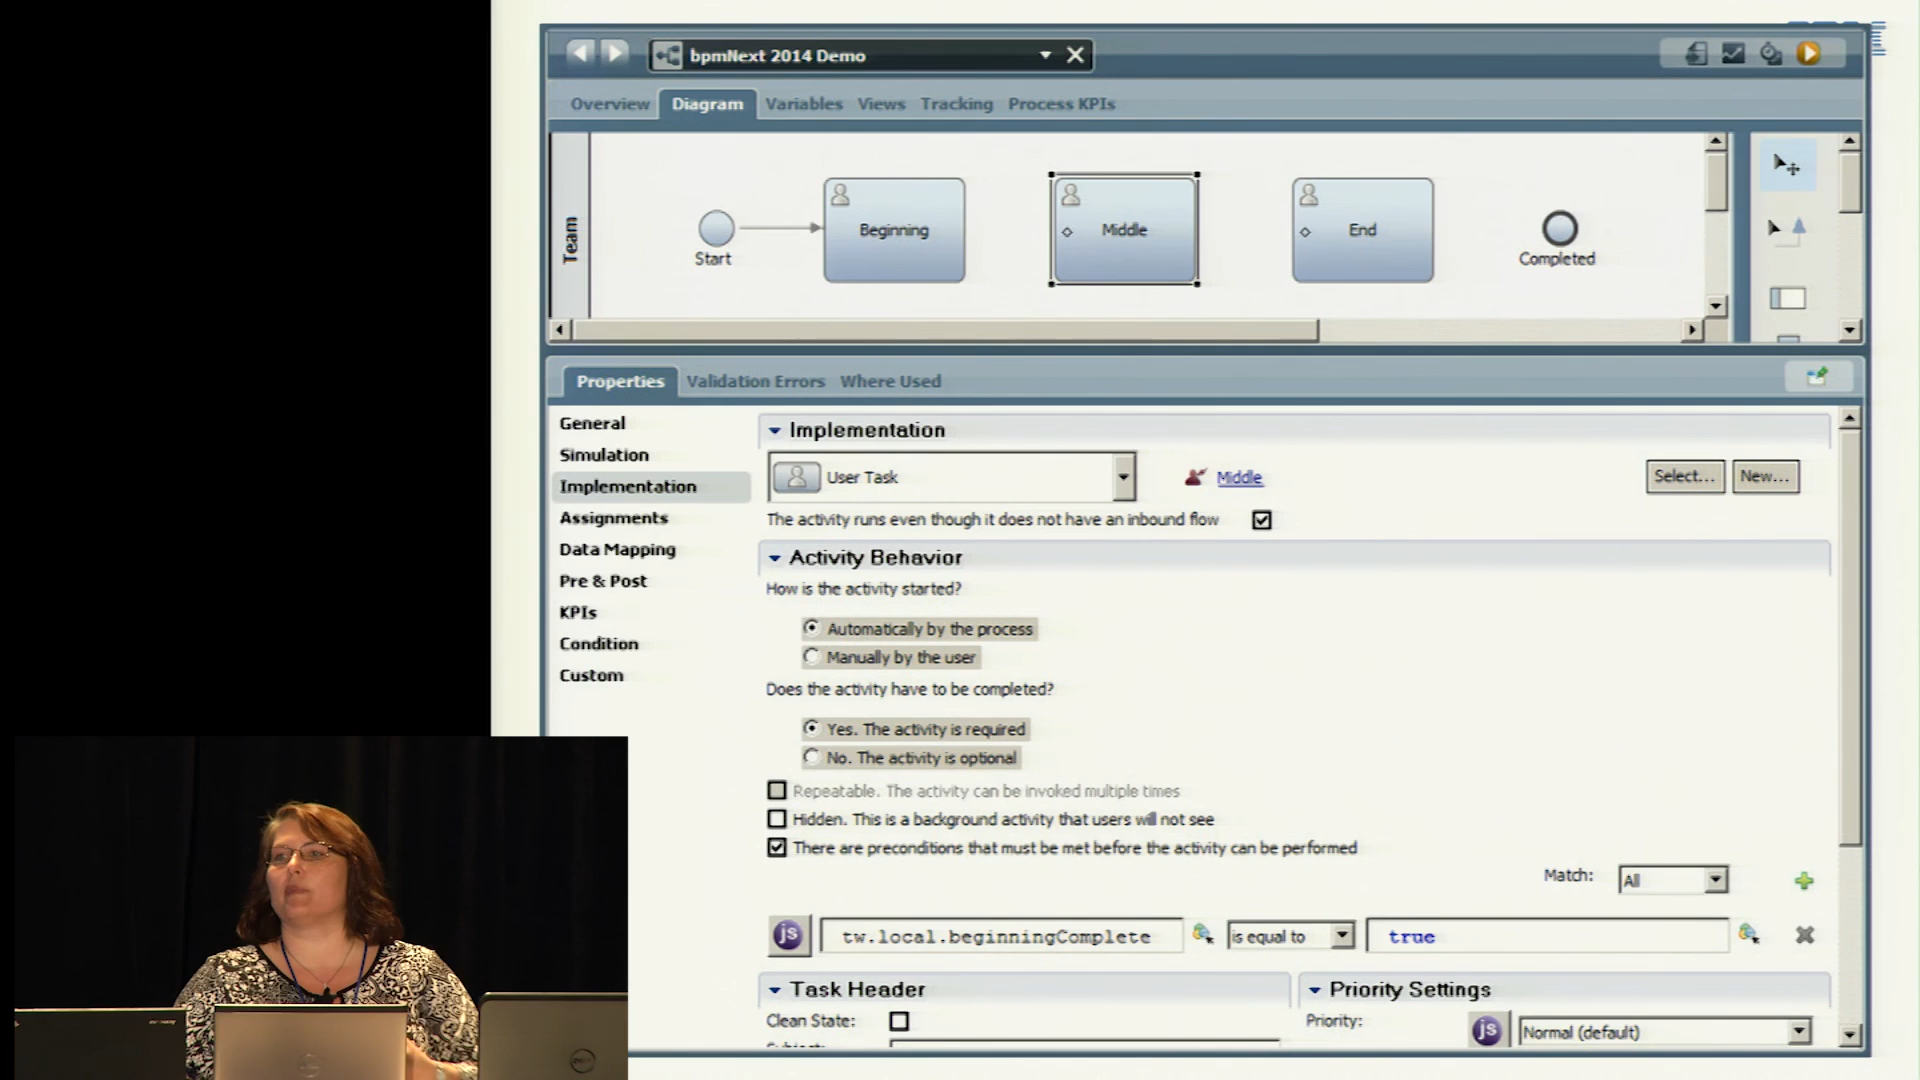 bpmNext 2014 Demo
Overview Diagram Variables Views Tracking Process KPIs
Team
Start
Beginning
Middle
End
Completed
Properties Validation Errors Where Used
General
Simulation
Implementation
Assignments
Data Mapping
Pre & Post
KPIs
Condition
Custom
Implementation
User Task
Middle
Select...
New...
The activity runs even though it does not have an inbound flow
Activity Behavior
How is the activity started?
Automatically by the process
Manually by the user
Does the activity have to be completed?
Yes. The activity is required
No. The activity is optional
Repeatable. The activity can be invoked multiple times
Hidden. This is a background activity that users will not see
There are preconditions that must be met before the activity can be performed
Match: All
js tw.local.beginningComplete is equal to true
Task Header
Clean State:
Priority Settings
Priority: js Normal (default)